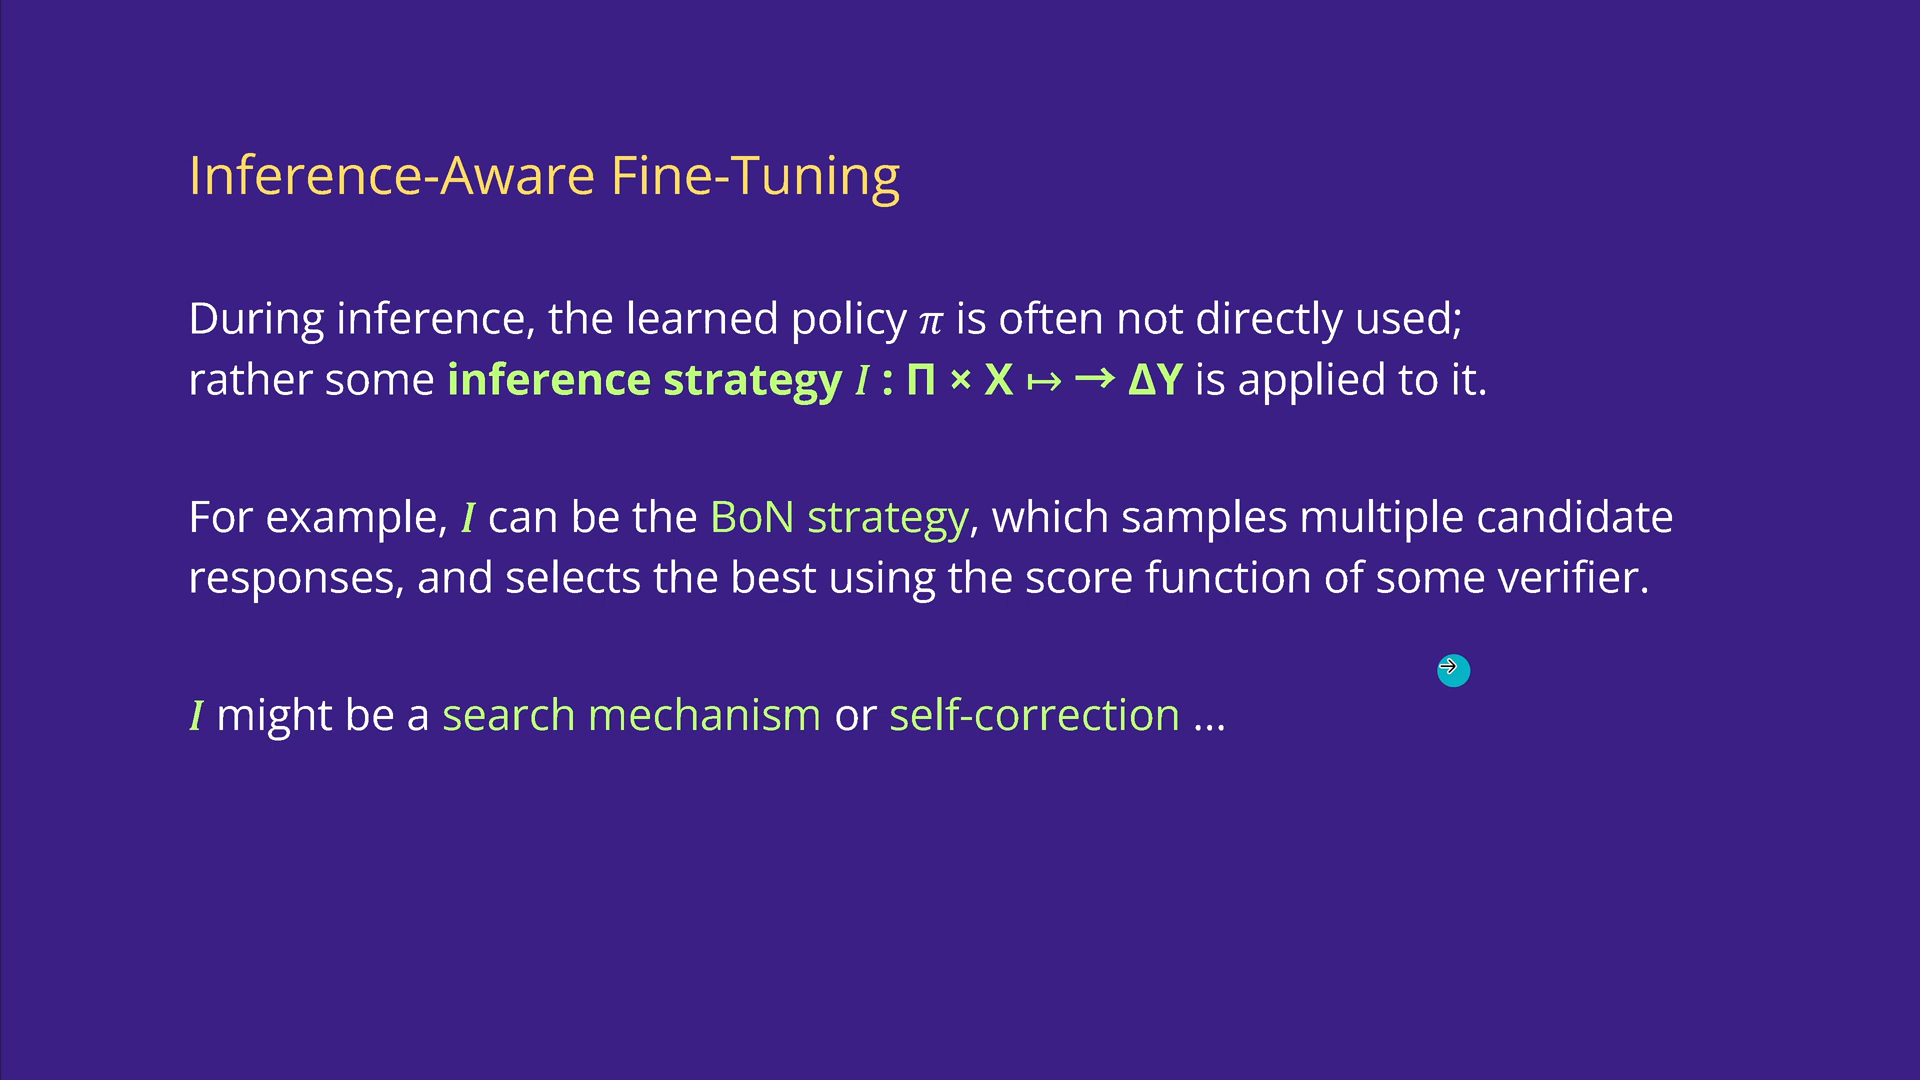 Inference-Aware Fine-Tuning
During inference, the learned policy π is often not directly used;
rather some inference strategy I : Π × X ↦ → ΔY is applied to it.
For example, I can be the BoN strategy, which samples multiple candidate
responses, and selects the best using the score function of some verifier.
I might be a search mechanism or self-correction ...